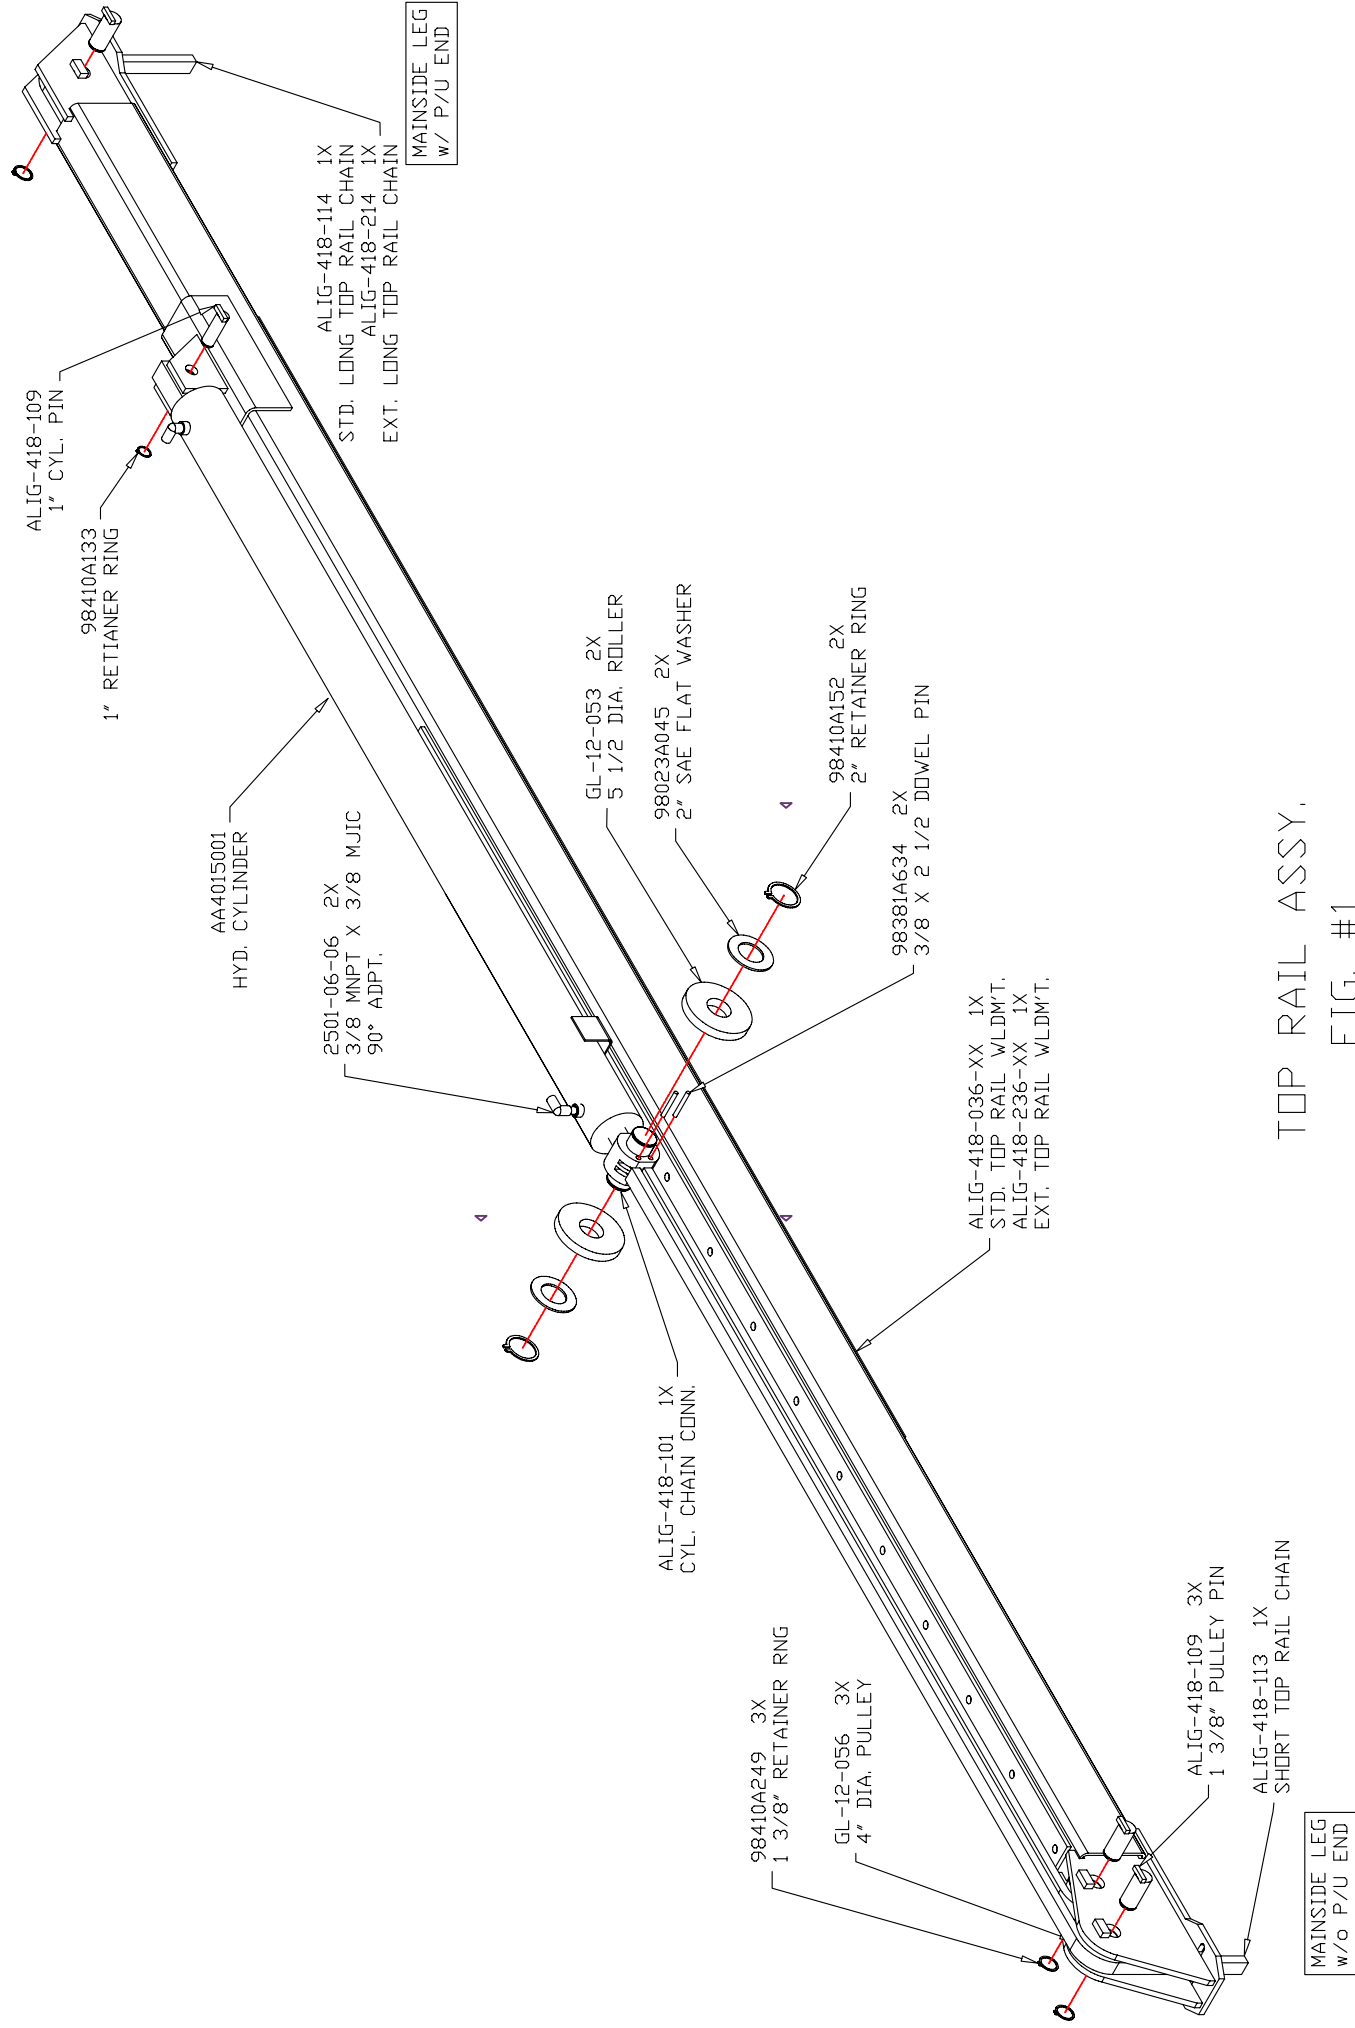 ALIG-418-109
1" CYL. PIN
98410A133
1" RETIANER RING
ALIG-418-114 1X
STD. LONG TOP RAIL CHAIN
ALIG-418-214 1X
EXT. LONG TOP RAIL CHAIN
MAINSIDE LEG
w/ P/U END
AA4015001
HYD. CYLINDER
2501-06-06 2X
3/8 MNPT X 3/8 MJIC
90° ADPT.
GL-12-053 2X
5 1/2 DIA. ROLLER
98023A045 2X
2" SAE FLAT WASHER
98410A152 2X
2" RETAINER RING
98381A634 2X
3/8 X 2 1/2 DOWEL PIN
ALIG-418-101 1X
CYL. CHAIN CONN.
ALIG-418-036-XX 1X
STD. TOP RAIL WLDM'T.
ALIG-418-236-XX 1X
EXT. TOP RAIL WLDM'T.
98410A249 3X
1 3/8" RETAINER RNG
GL-12-056 3X
4" DIA. PULLEY
ALIG-418-109 3X
1 3/8" PULLEY PIN
ALIG-418-113 1X
SHORT TOP RAIL CHAIN
MAINSIDE LEG
w/o P/U END
TOP RAIL ASSY.
FIG. #1